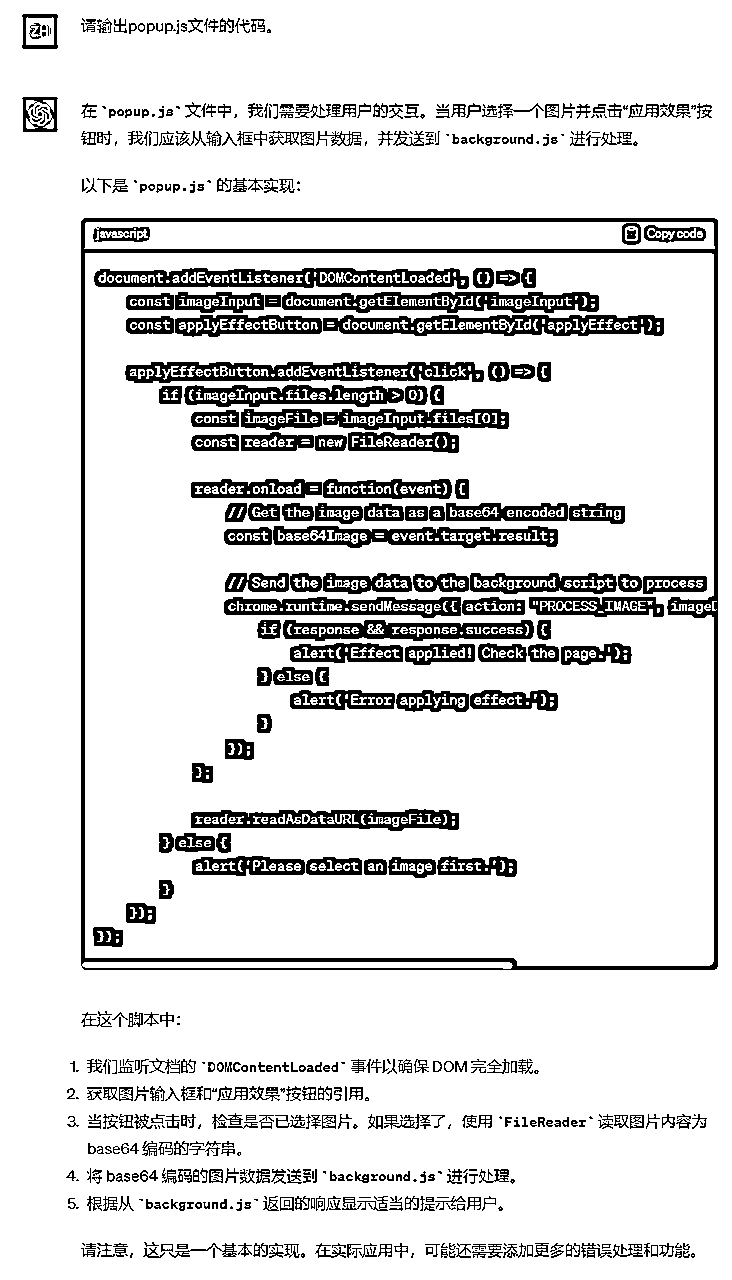 请输出popup.js文件的代码。
在 `popup.js` 文件中，我们需要处理用户的交互。当用户选择一个图片并点击“应用效果”按
钮时，我们应该从输入框中获取图片数据，并发送到 `background.js` 进行处理。
以下是 `popup.js` 的基本实现：
javascript Copy code
document.addEventListener('DOMContentLoaded', () => {
    const imageInput = document.getElementById('imageInput');
    const applyEffectButton = document.getElementById('applyEffect');
    applyEffectButton.addEventListener('click', () => {
        if (imageInput.files.length > 0) {
            const imageFile = imageInput.files[0];
            const reader = new FileReader();
            reader.onload = function(event) {
                // Get the image data as a base64 encoded string
                const base64Image = event.target.result;
                // Send the image data to the background script to process
                chrome.runtime.sendMessage({ action: "PROCESS_IMAGE", imageD
                    if (response && response.success) {
                        alert('Effect applied! Check the page.');
                    } else {
                        alert('Error applying effect.');
                    }
                });
            };
            reader.readAsDataURL(imageFile);
        } else {
            alert('Please select an image first.');
        }
    });
});
在这个脚本中：
1. 我们监听文档的 `DOMContentLoaded` 事件以确保 DOM 完全加载。
2. 获取图片输入框和“应用效果”按钮的引用。
3. 当按钮被点击时，检查是否已选择图片。如果选择了，使用 `FileReader` 读取图片内容为
base64 编码的字符串。
4. 将 base64 编码的图片数据发送到 `background.js` 进行处理。
5. 根据从 `background.js` 返回的响应显示适当的提示给用户。
请注意，这只是一个基本的实现。在实际应用中，可能还需要添加更多的错误处理和功能。